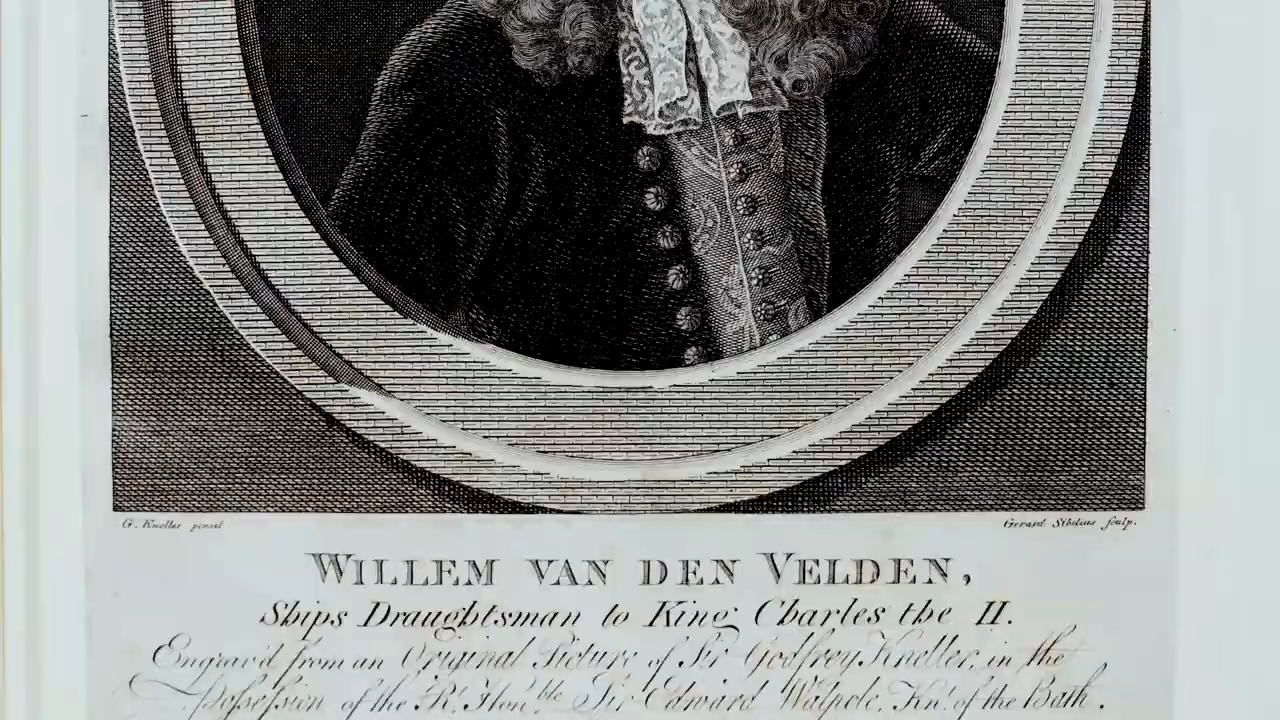 G. Kneller pinxit
Gerard Sibelius sculp.
WILLEM VAN DEN VELDEN,
Ships Draughtsman to King Charles the II.
Engrav'd from an Original Picture of Sir Godfrey Kneller, in the
Possession of the Rt. Honble Sir Edward Walpole, Knt. of the Bath.